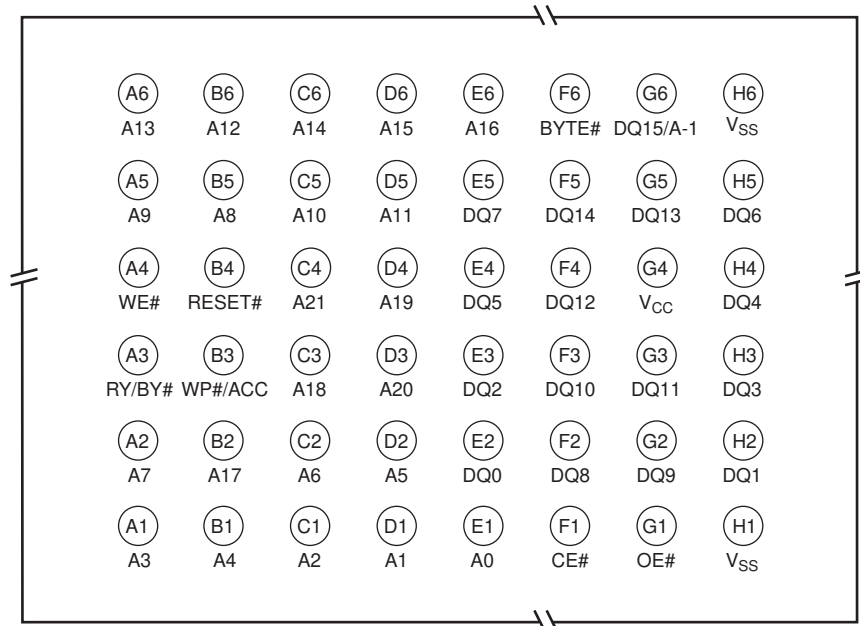 A6 B6 C6 D6 E6 F6 G6 H6
A13 A12 A14 A15 A16 BYTE# DQ15/A-1 VSS
A5 B5 C5 D5 E5 F5 G5 H5
A9 A8 A10 A11 DQ7 DQ14 DQ13 DQ6
A4 B4 C4 D4 E4 F4 G4 H4
WE# RESET# A21 A19 DQ5 DQ12 VCC DQ4
A3 B3 C3 D3 E3 F3 G3 H3
RY/BY# WP#/ACC A18 A20 DQ2 DQ10 DQ11 DQ3
A2 B2 C2 D2 E2 F2 G2 H2
A7 A17 A6 A5 DQ0 DQ8 DQ9 DQ1
A1 B1 C1 D1 E1 F1 G1 H1
A3 A4 A2 A1 A0 CE# OE# VSS